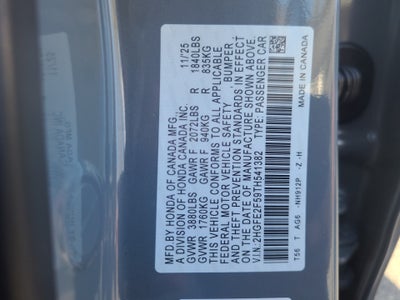 MFD. BY HONDA OF CANADA MFG.,
A DIVISION OF HONDA CANADA INC. 11/25
GVWR 3880LBS GAWR F 2072LBS R 1840LBS
GVWR 1760KG GAWR F 940KG R 835KG
THIS VEHICLE CONFORMS TO ALL APPLICABLE
FEDERAL MOTOR VEHICLE SAFETY, BUMPER
AND THEFT PREVENTION STANDARDS IN EFFECT
ON THE DATE OF MANUFACTURE SHOWN ABOVE.
V.I.N: 2HGFE2F59TH541382 TYPE: PASSENGER CAR
T56 T AG6 -NH912P -Z -H MADE IN CANADA